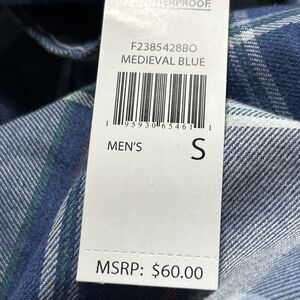 F2385428BO
MEDIEVAL BLUE
1 95930 65461 1
MEN'S S
MSRP: $60.00